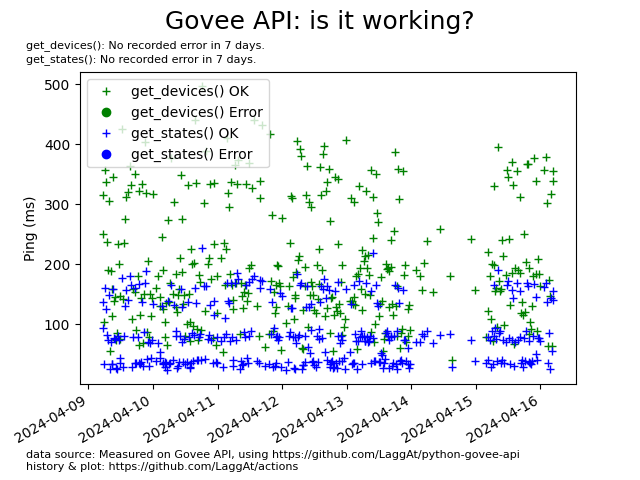 Govee API: is it working?
get_devices(): No recorded error in 7 days.
get_states(): No recorded error in 7 days.
get_devices() OK
get_devices() Error
get_states() OK
get_states() Error
Ping (ms)
500
400
300
200
100
2024-04-09
2024-04-10
2024-04-11
2024-04-12
2024-04-13
2024-04-14
2024-04-15
2024-04-16
data source: Measured on Govee API, using https://github.com/LaggAt/python-govee-api
history & plot: https://github.com/LaggAt/actions